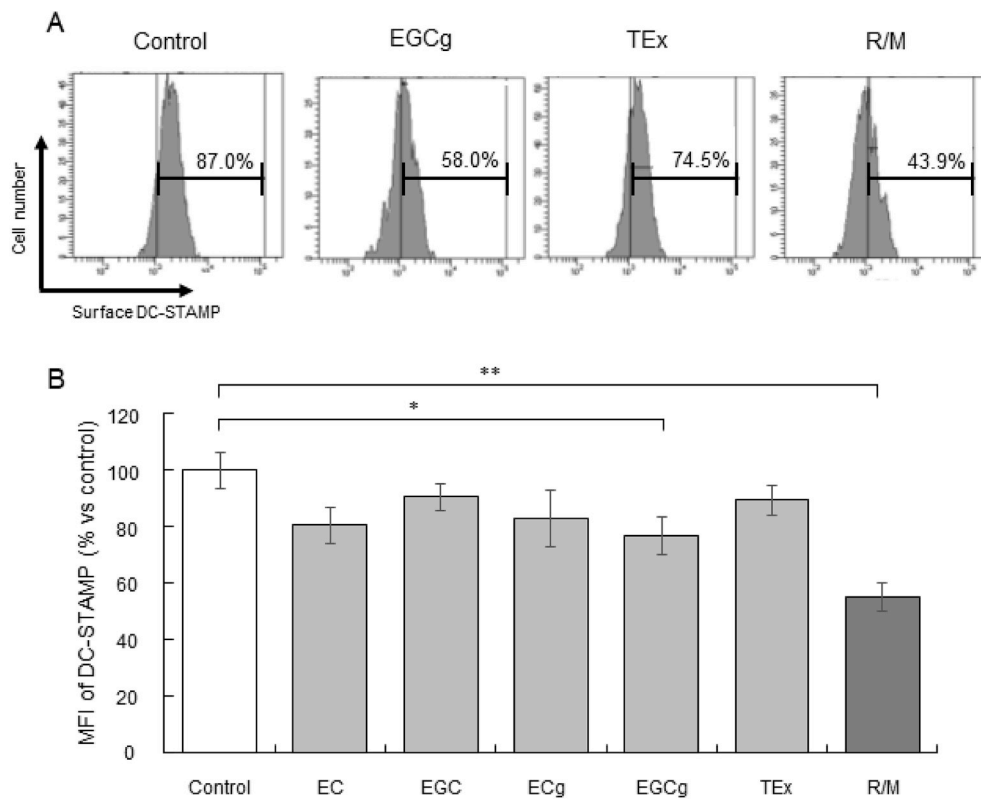 A
Control
EGCg
TEx
R/M
87.0%
58.0%
74.5%
43.9%
Cell number
Surface DC-STAMP
B
**
*
MFI of DC-STAMP (% vs control)
120
100
80
60
40
20
0
Control EC EGC ECg EGCg TEx R/M